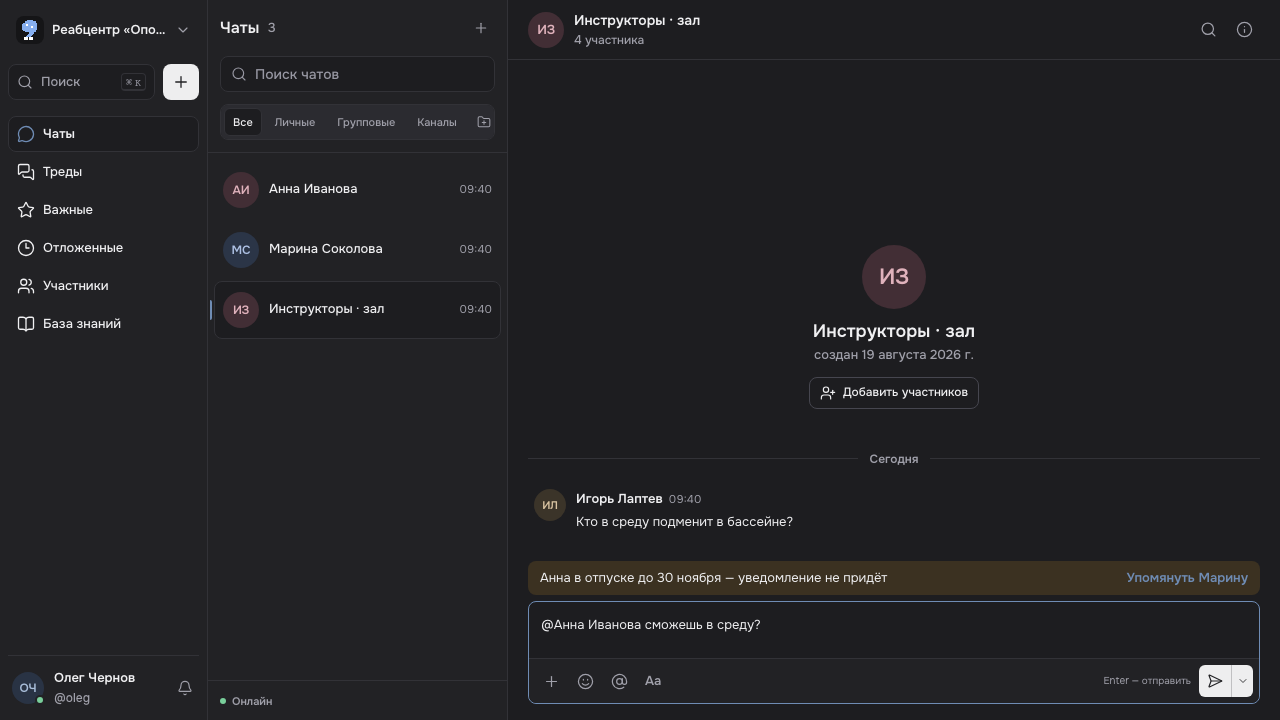 Реабцентр «Опо...
Поиск
⌘ K
Чаты
Треды
Важные
Отложенные
Участники
База знаний
ОЧ
Олег Чернов
@oleg
Чаты 3
Поиск чатов
Все
Личные
Групповые
Каналы
АИ
Анна Иванова
09:40
МС
Марина Соколова
09:40
ИЗ
Инструкторы · зал
09:40
Онлайн
ИЗ
Инструкторы · зал
4 участника
ИЗ
Инструкторы · зал
создан 19 августа 2026 г.
Добавить участников
Сегодня
ИЛ
Игорь Лаптев 09:40
Кто в среду подменит в бассейне?
Анна в отпуске до 30 ноября — уведомление не придёт
Упомянуть Марину
@Анна Иванова сможешь в среду?
Aa
Enter — отправить